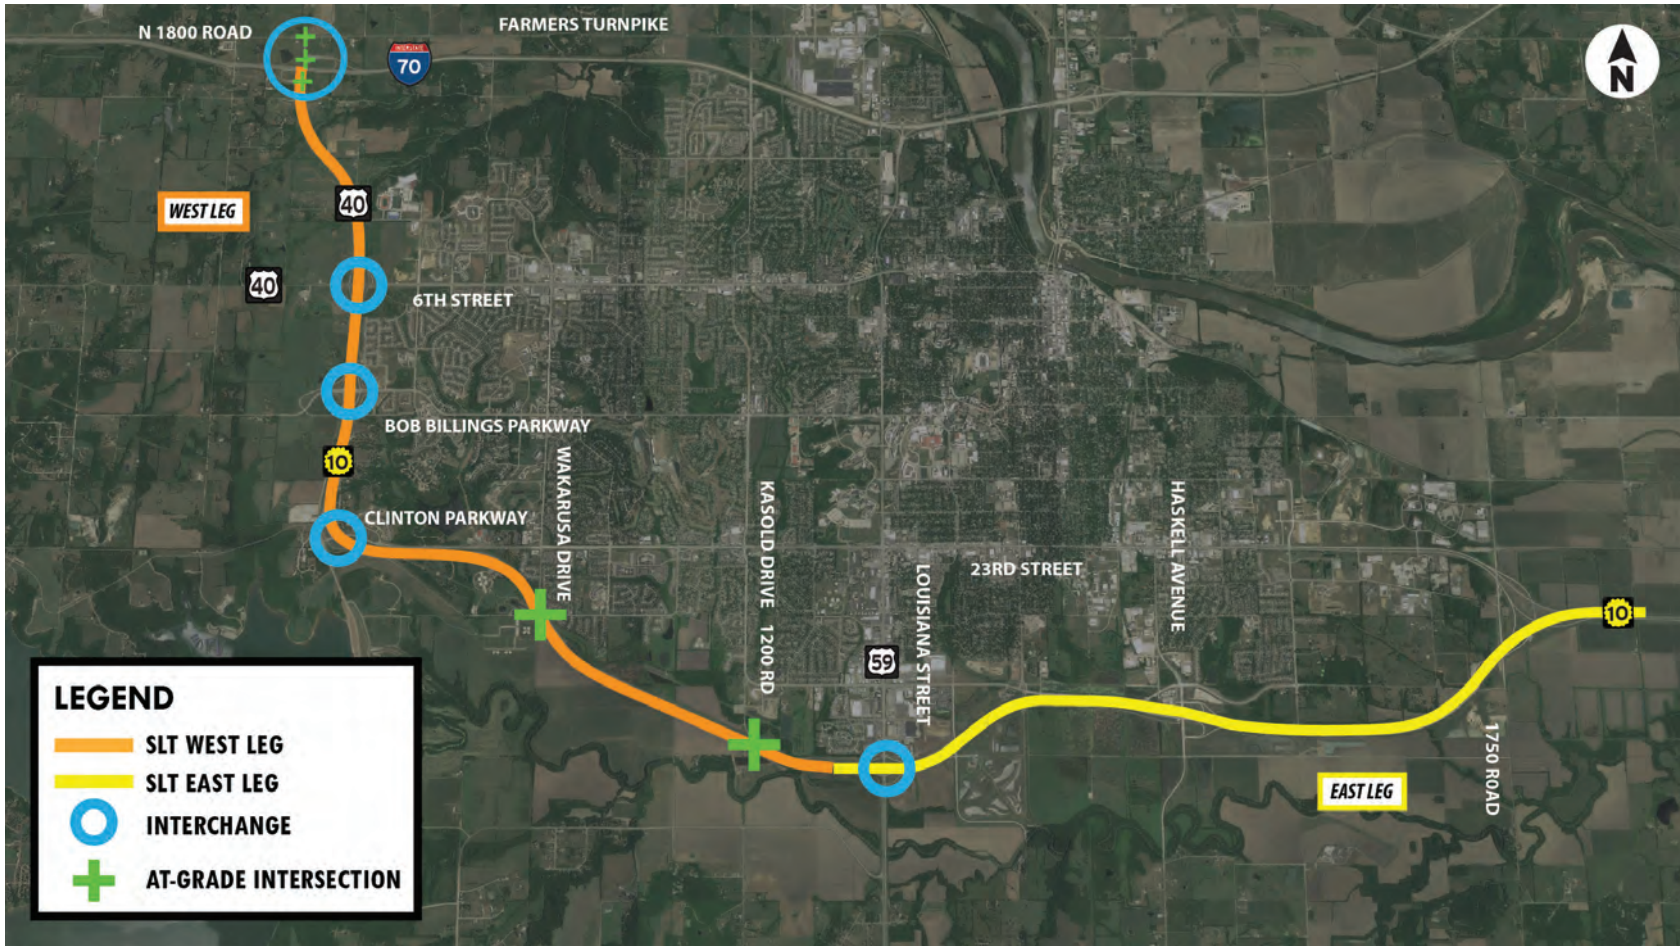 N 1800 ROAD
FARMERS TURNPIKE
INTERSTATE
70
N
WEST LEG
40
40
6TH STREET
BOB BILLINGS PARKWAY
10
CLINTON PARKWAY
WAKARUSA DRIVE
KASOLD DRIVE 1200 RD
HASKELL AVENUE
23RD STREET
LOUISIANA STREET
59
10
1750 ROAD
EAST LEG
LEGEND
SLT WEST LEG
SLT EAST LEG
INTERCHANGE
AT-GRADE INTERSECTION